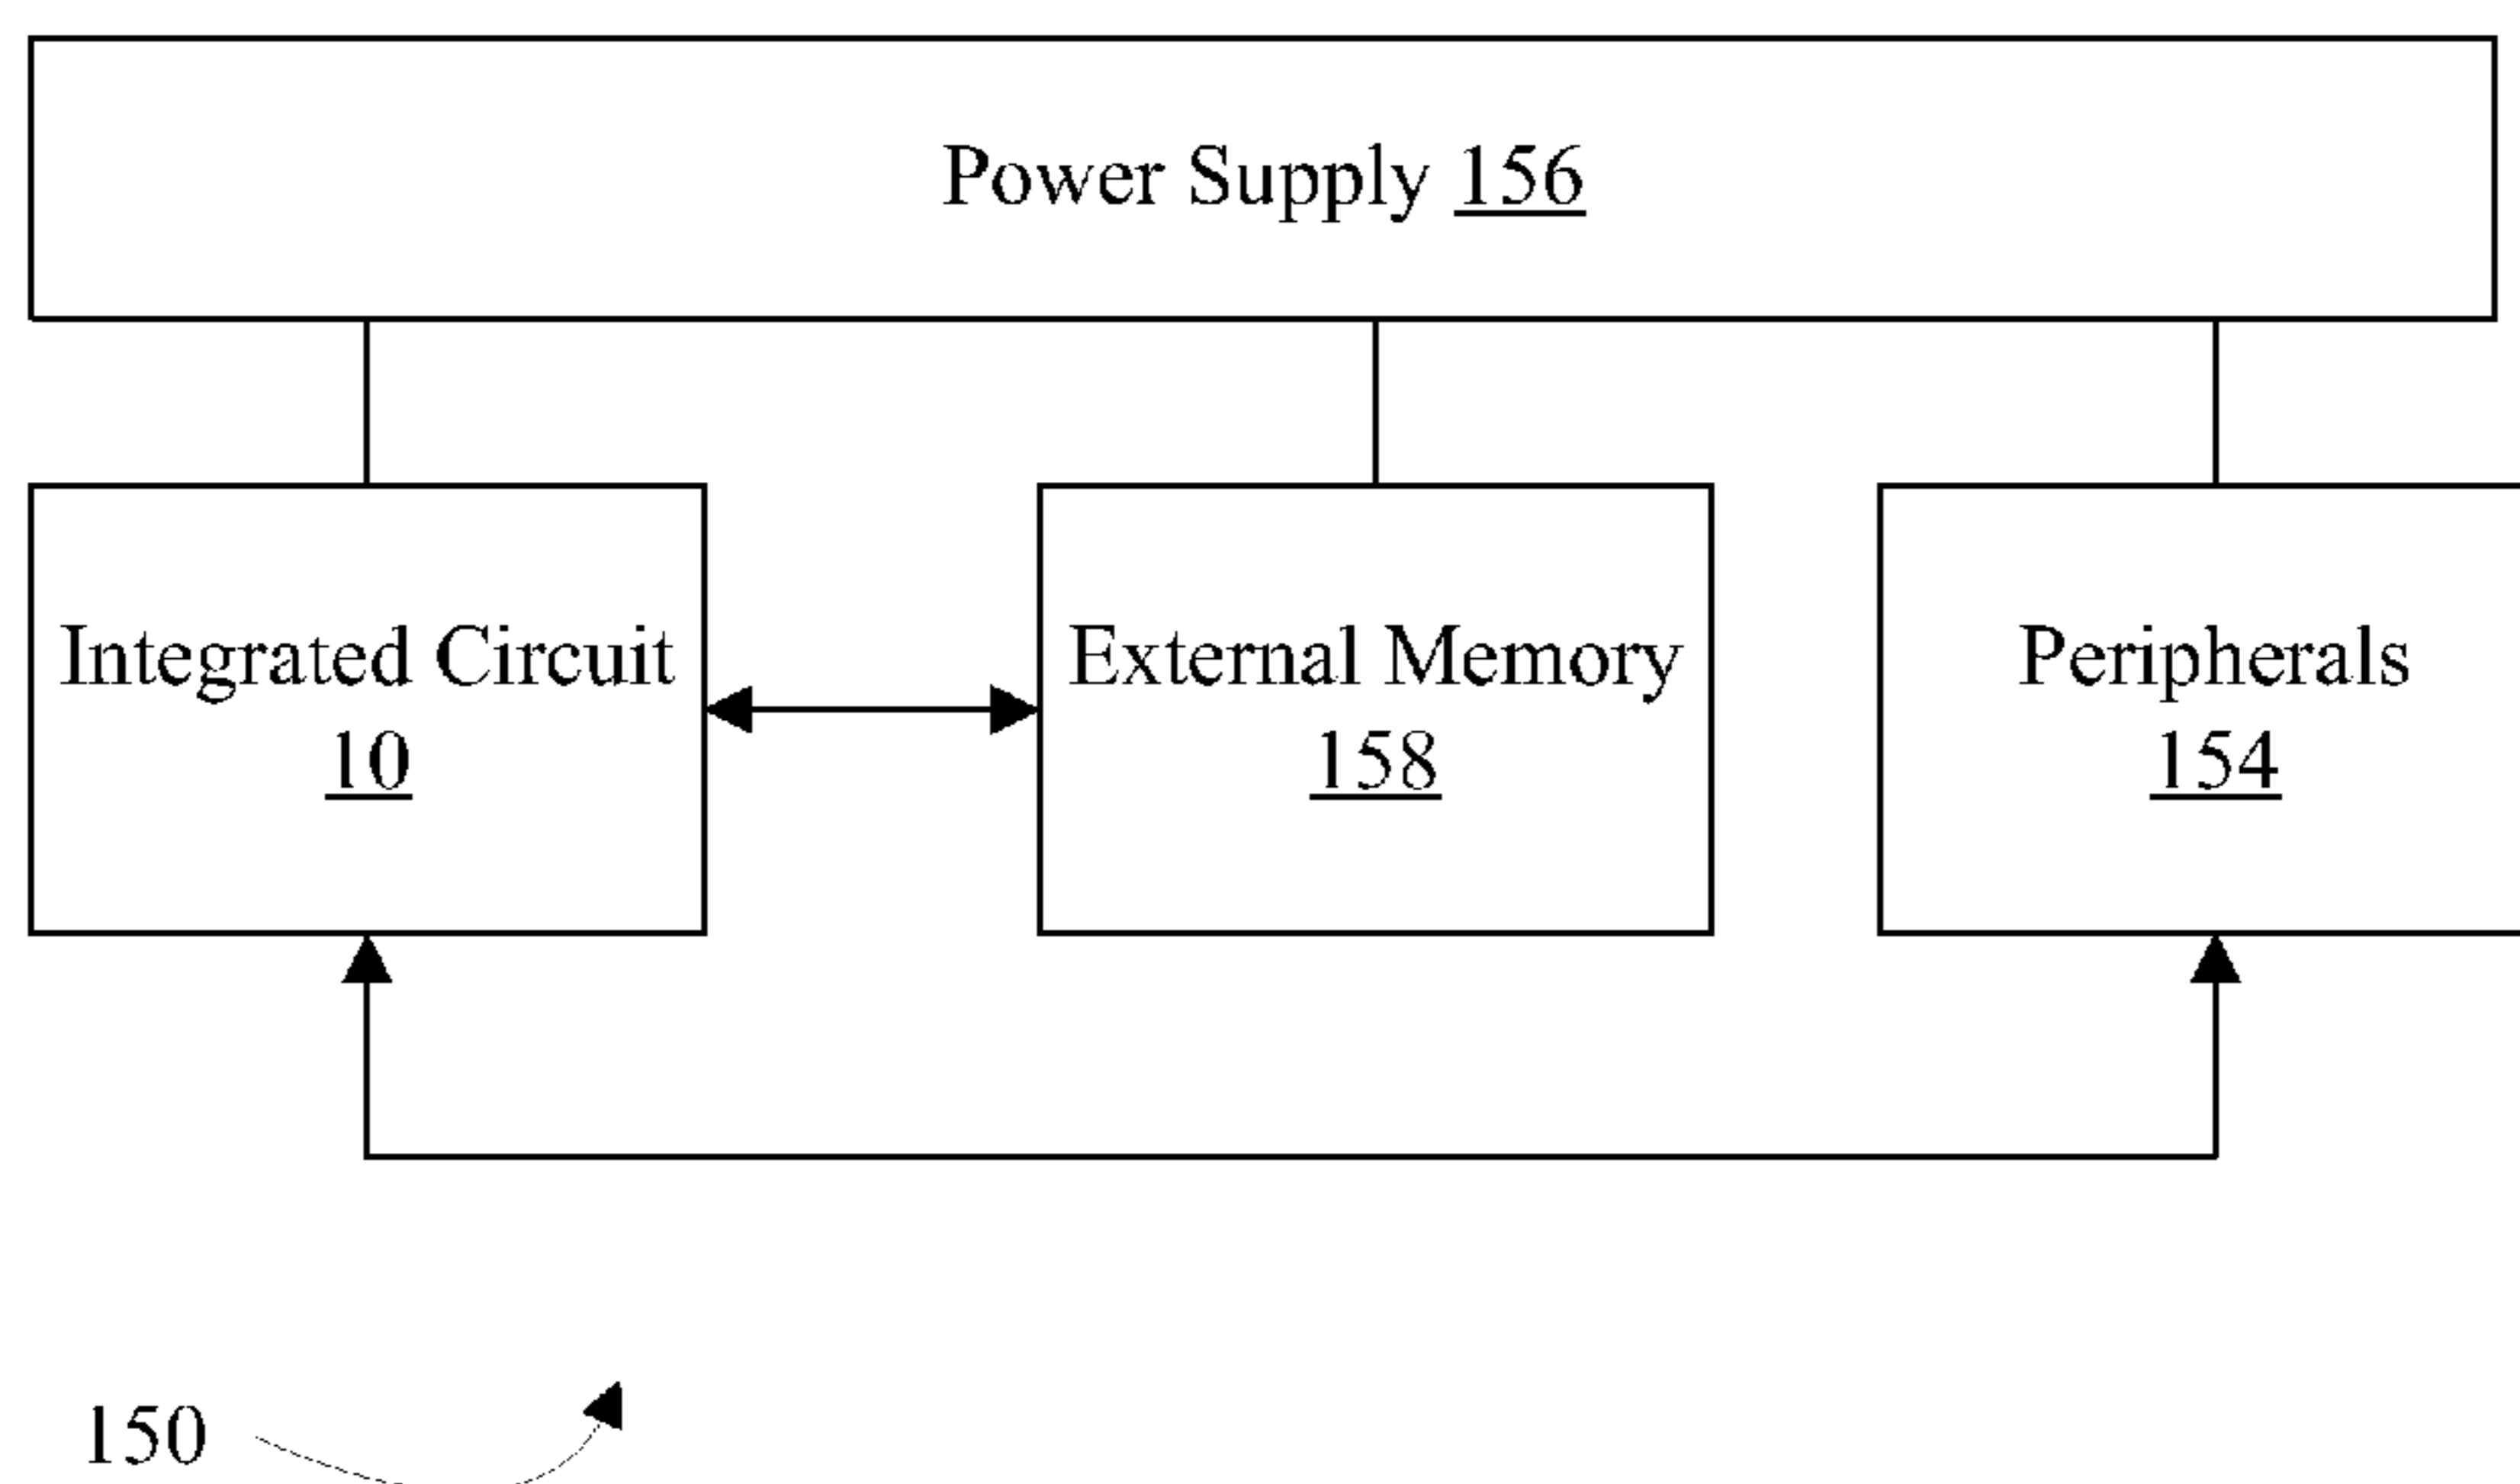 Power Supply 156
Integrated Circuit
10
External Memory
158
Peripherals
154
150